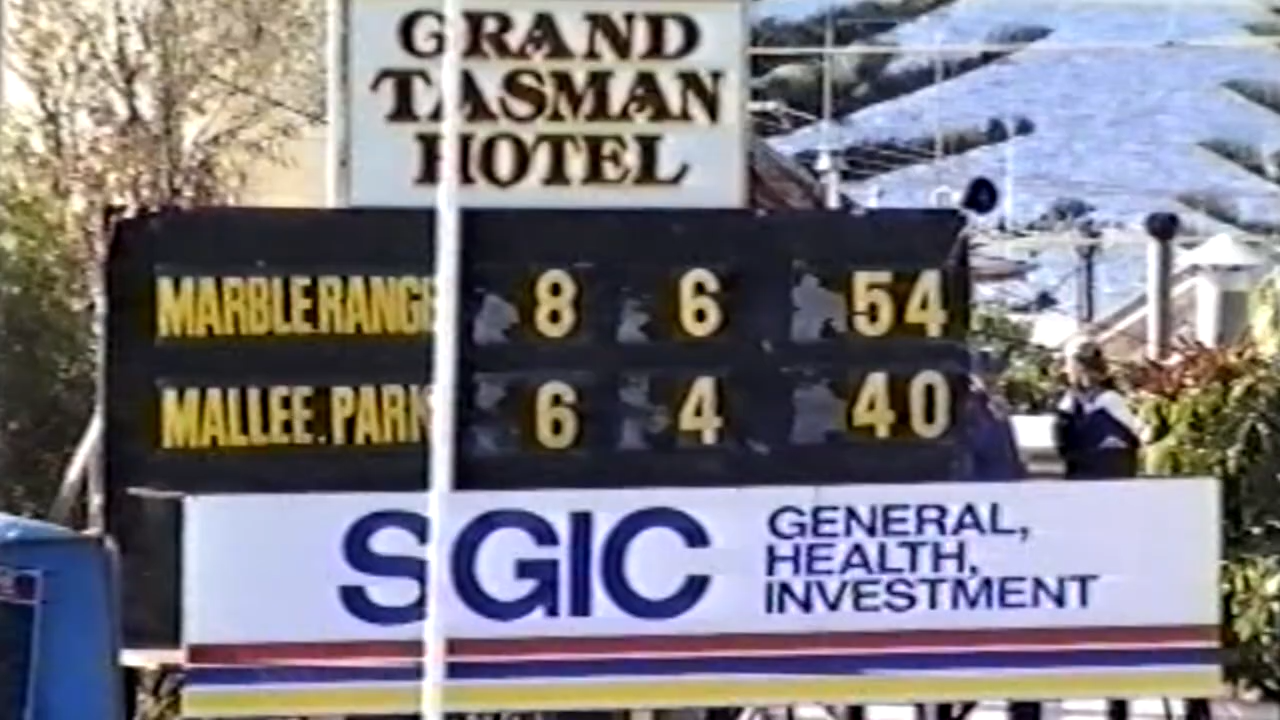 GRAND
TASMAN
HOTEL
MARBLE.RANGE 8 6 54
MALLEE.PARK 6 4 40
SGIC
GENERAL,
HEALTH,
INVESTMENT